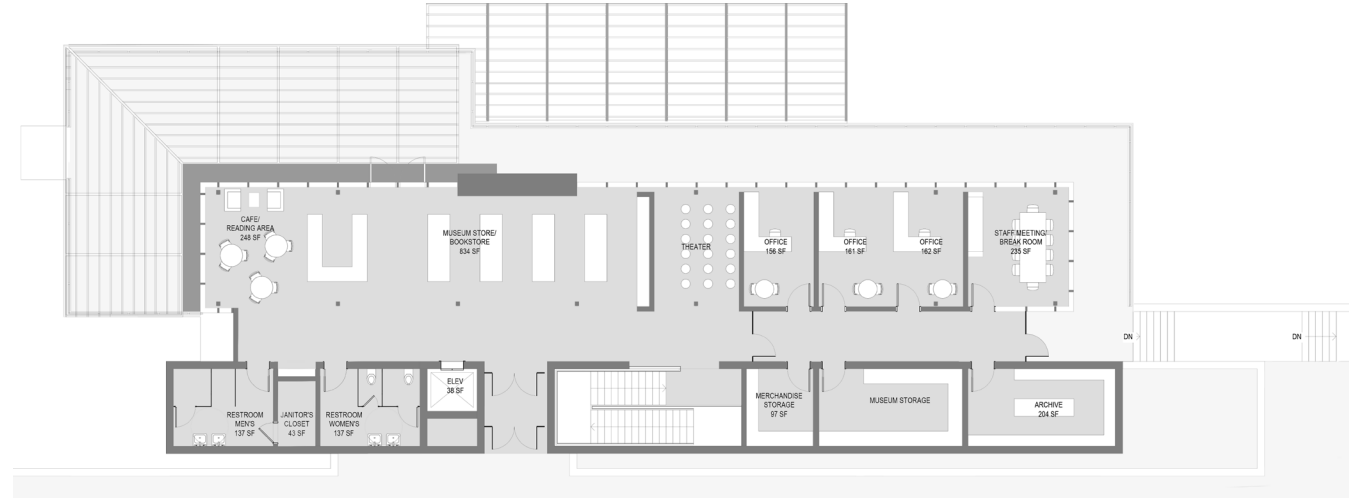 CAFE/
READING AREA
248 SF
MUSEUM STORE/
BOOKSTORE
834 SF
THEATER
OFFICE
156 SF
OFFICE
161 SF
OFFICE
162 SF
STAFF MEETING/
BREAK ROOM
235 SF
DN
DN
RESTROOM
MEN'S
137 SF
JANITOR'S
CLOSET
43 SF
RESTROOM
WOMEN'S
137 SF
ELEV
38 SF
MERCHANDISE
STORAGE
97 SF
MUSEUM STORAGE
ARCHIVE
204 SF